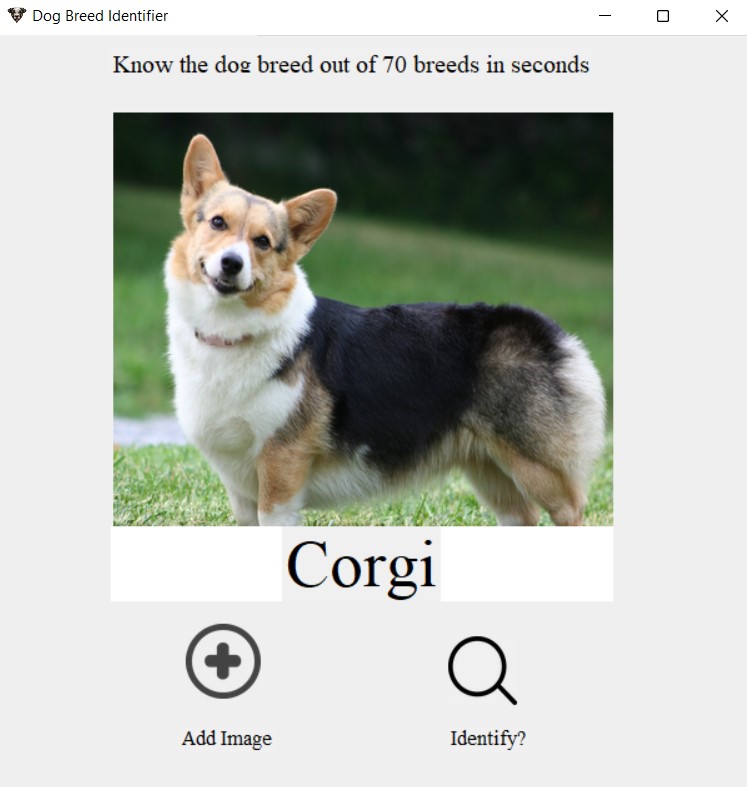 Dog Breed Identifier
Know the dog breed out of 70 breeds in seconds
Corgi
Add Image
Identify?